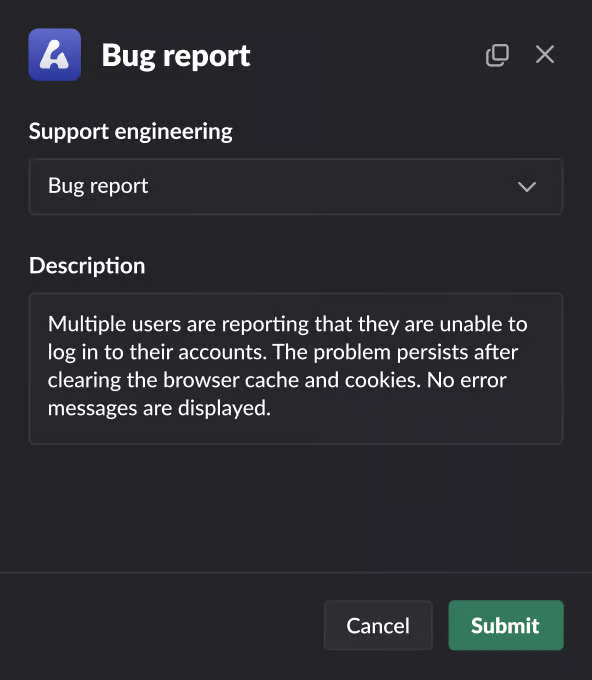 Bug report
Support engineering
Bug report
Description
Multiple users are reporting that they are unable to
log in to their accounts. The problem persists after
clearing the browser cache and cookies. No error
messages are displayed.
Cancel
Submit